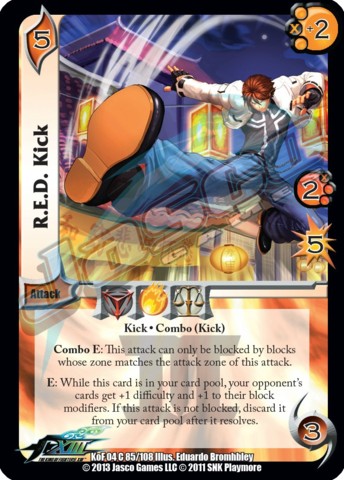 5
+2
R.E.D. Kick
2
5
Attack
Kick • Combo (Kick)
Combo E: This attack can only be blocked by blocks
whose zone matches the attack zone of this attack.
E: While this card is in your card pool, your opponent's
cards get +1 difficulty and +1 to their block
modifiers. If this attack is not blocked, discard it
from your card pool after it resolves.
3
XIII
KoF 04 C 85/108 Illus. Eduardo Bromhbley
© 2013 Jasco Games LLC © 2011 SNK Playmore